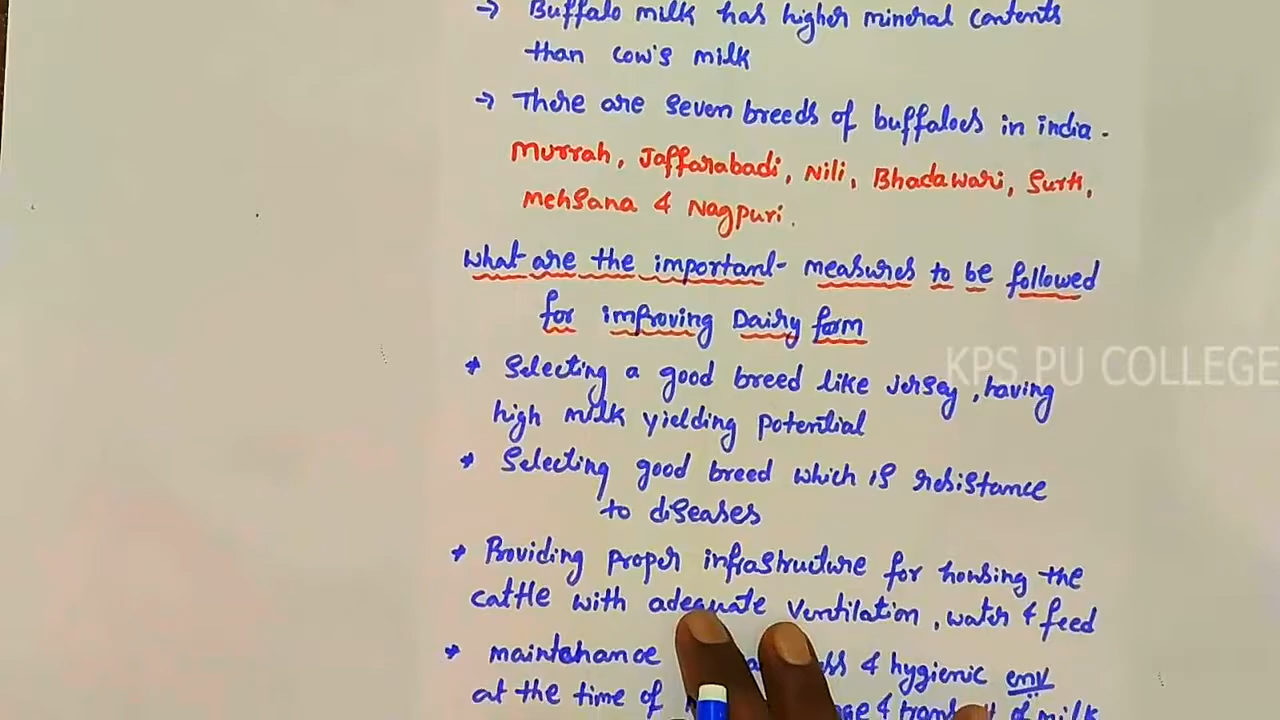 → Buffalo milk has higher mineral contents
than cow's milk
→ There are seven breeds of buffaloes in india.
Murrah, Jaffarabadi, Nili, Bhadawari, Surti,
Mehsana & Nagpuri.
what are the important measures to be followed
for improving Dairy farm
* Selecting a good breed like jersey, having
high milk yielding potential
* Selecting good breed which is resistance
to diseases
* Providing proper infrastructure for housing the
cattle with adequate ventilation, water & feed
* maintenance & hygienic env
at the time of & of milk
KPS PU COLLEGE